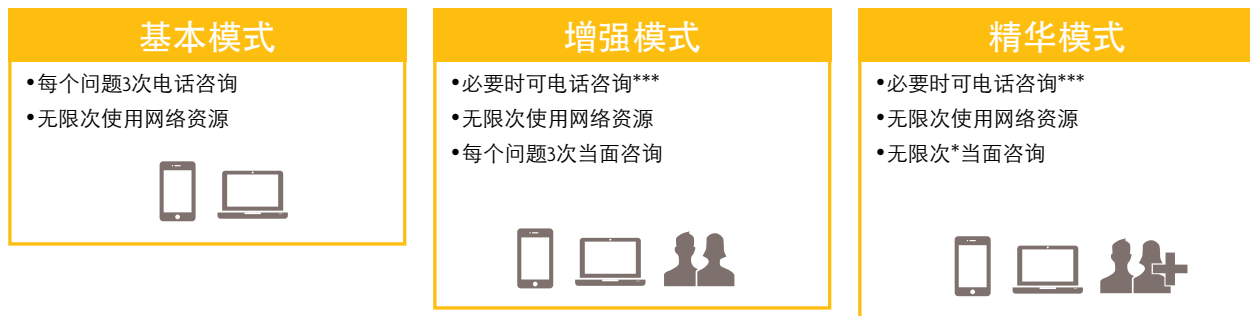 基本模式
•每个问题3次电话咨询
•无限次使用网络资源
增强模式
•必要时可电话咨询***
•无限次使用网络资源
•每个问题3次当面咨询
精华模式
•必要时可电话咨询***
•无限次使用网络资源
•无限次*当面咨询